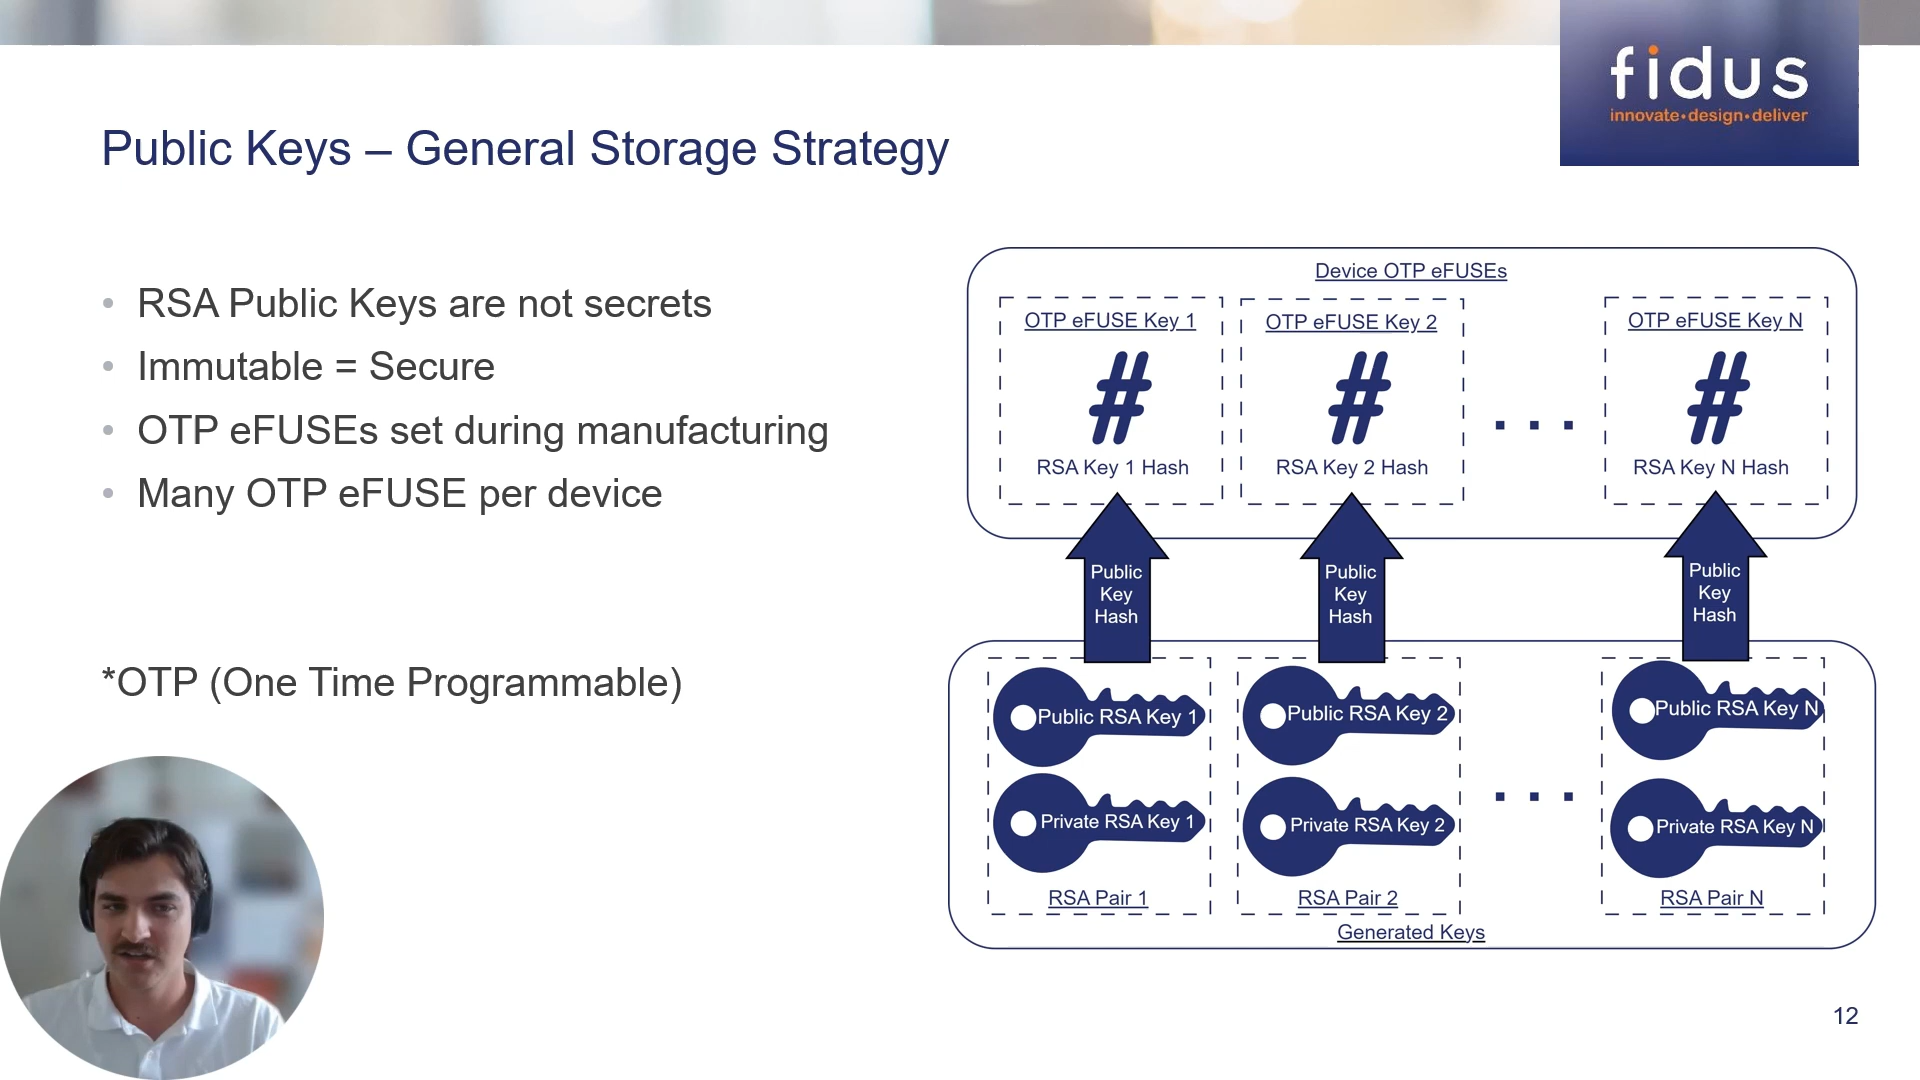 fidus
innovate•design•deliver
Public Keys – General Storage Strategy
• RSA Public Keys are not secrets
• Immutable = Secure
• OTP eFUSEs set during manufacturing
• Many OTP eFUSE per device
*OTP (One Time Programmable)
Device OTP eFUSEs
OTP eFUSE Key 1
#
RSA Key 1 Hash
OTP eFUSE Key 2
#
RSA Key 2 Hash
. . .
OTP eFUSE Key N
#
RSA Key N Hash
Public
Key
Hash
Public
Key
Hash
Public
Key
Hash
Public RSA Key 1
Private RSA Key 1
RSA Pair 1
Public RSA Key 2
Private RSA Key 2
RSA Pair 2
. . .
Public RSA Key N
Private RSA Key N
RSA Pair N
Generated Keys
12